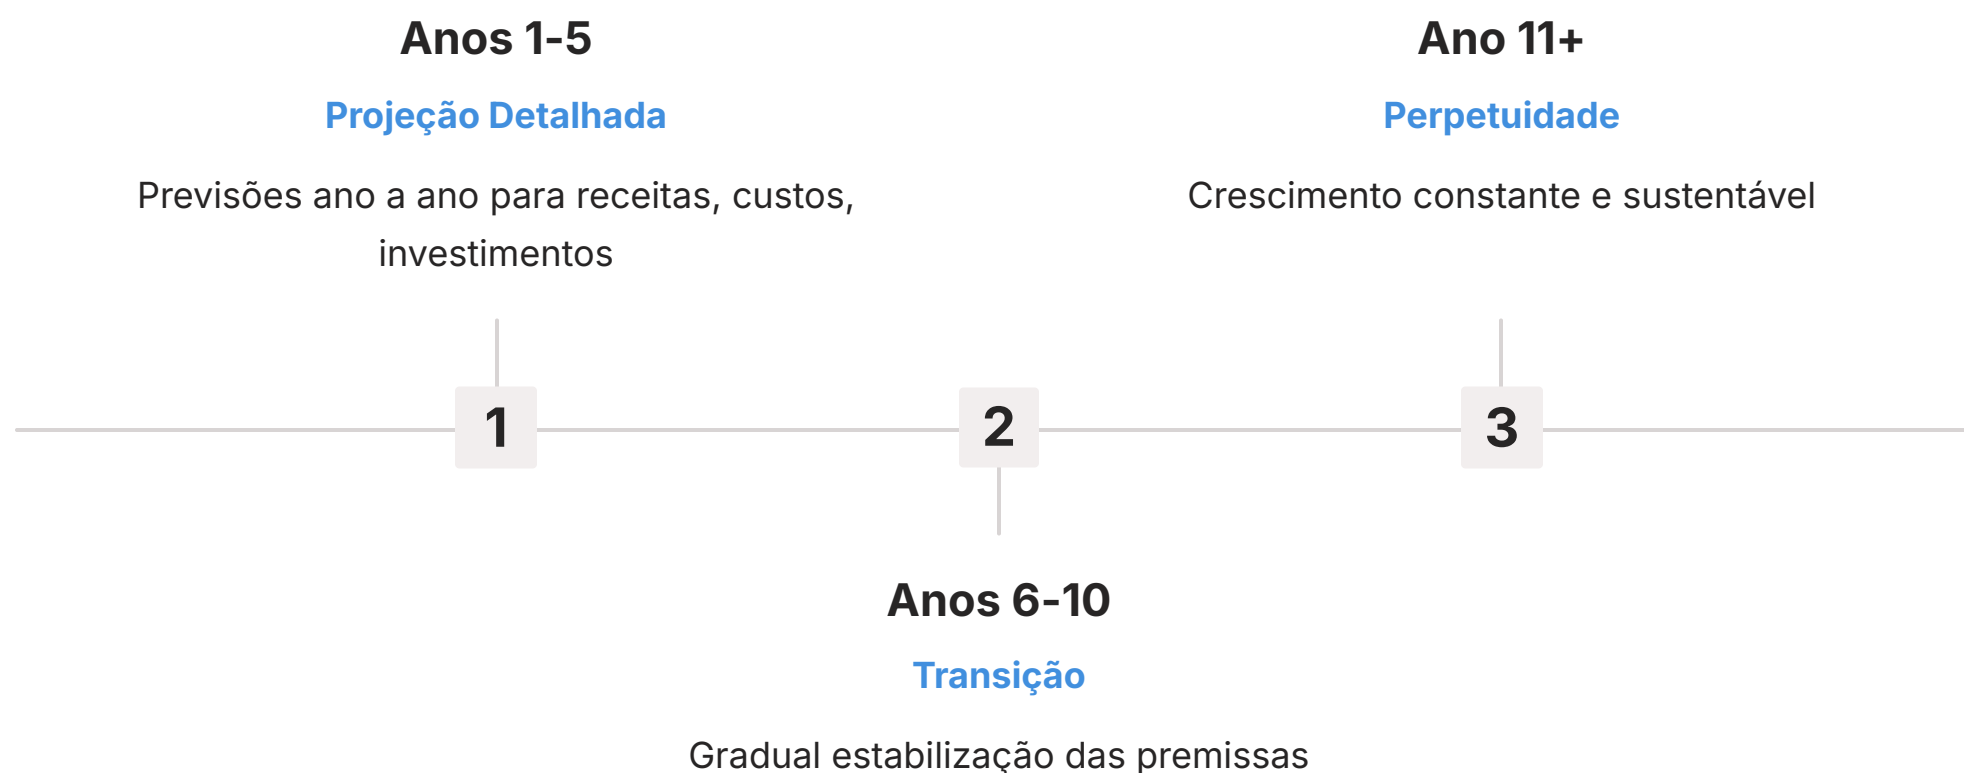 Anos 1-5
Projeção Detalhada
Previsões ano a ano para receitas, custos,
investimentos
1
2
Anos 6-10
Transição
Gradual estabilização das premissas
Ano 11+
Perpetuidade
Crescimento constante e sustentável
3